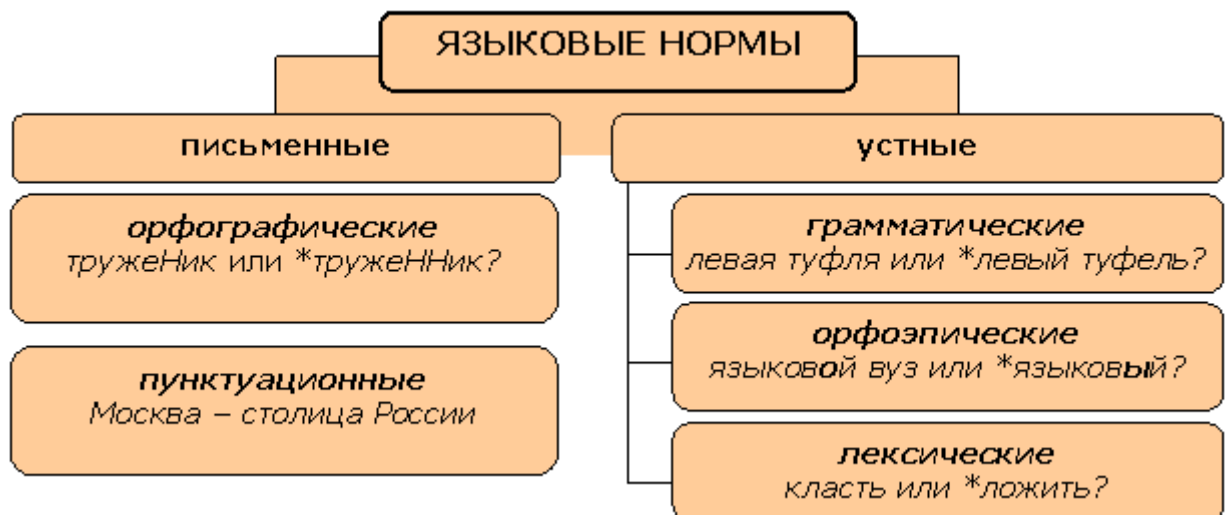 ЯЗЫКОВЫЕ НОРМЫ
письменные
орфографические
тружеНик или *тружеННик?
пунктуационные
Москва – столица России
устные
грамматические
левая туфля или *левый туфель?
орфоэпические
языковой вуз или *языковый?
лексические
класть или *ложить?